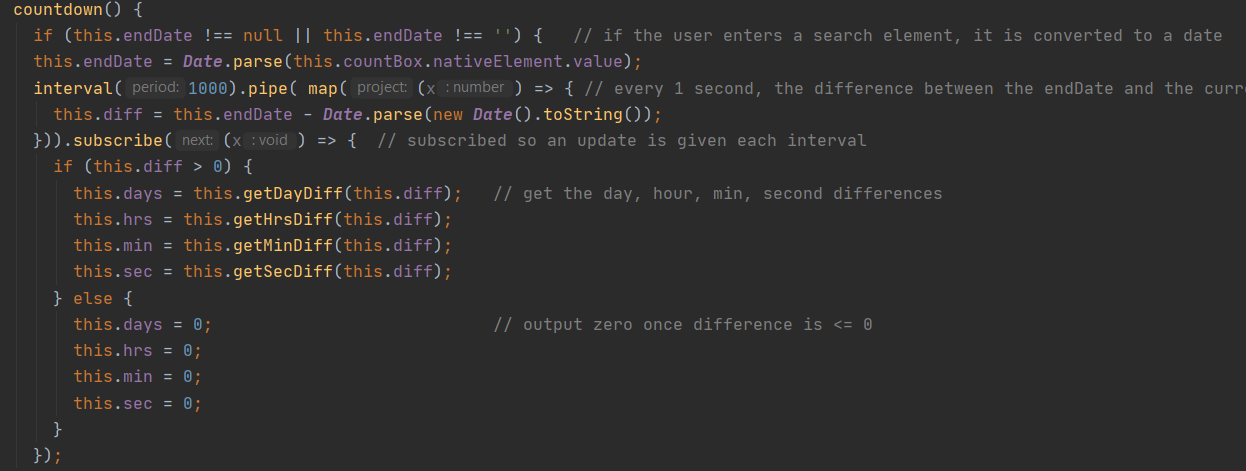 countdown() {
if (this.endDate !== null || this.endDate !== '') {   // if the user enters a search element, it is converted to a date
this.endDate = Date.parse(this.countBox.nativeElement.value);
interval( period: 1000).pipe( map( project: (x : number ) => { // every 1 second, the difference between the endDate and the curre
this.diff = this.endDate - Date.parse(new Date().toString());
})).subscribe( next: (x : void ) => {  // subscribed so an update is given each interval
if (this.diff > 0) {
this.days = this.getDayDiff(this.diff);   // get the day, hour, min, second differences
this.hrs = this.getHrsDiff(this.diff);
this.min = this.getMinDiff(this.diff);
this.sec = this.getSecDiff(this.diff);
} else {
this.days = 0;   // output zero once difference is <= 0
this.hrs = 0;
this.min = 0;
this.sec = 0;
}
});